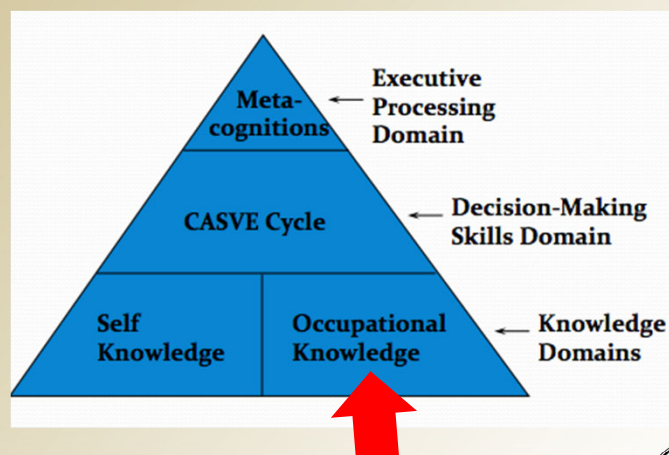 Meta-
cognitions
Executive
Processing
Domain
CASVE Cycle
Decision-Making
Skills Domain
Self
Knowledge
Occupational
Knowledge
Knowledge
Domains